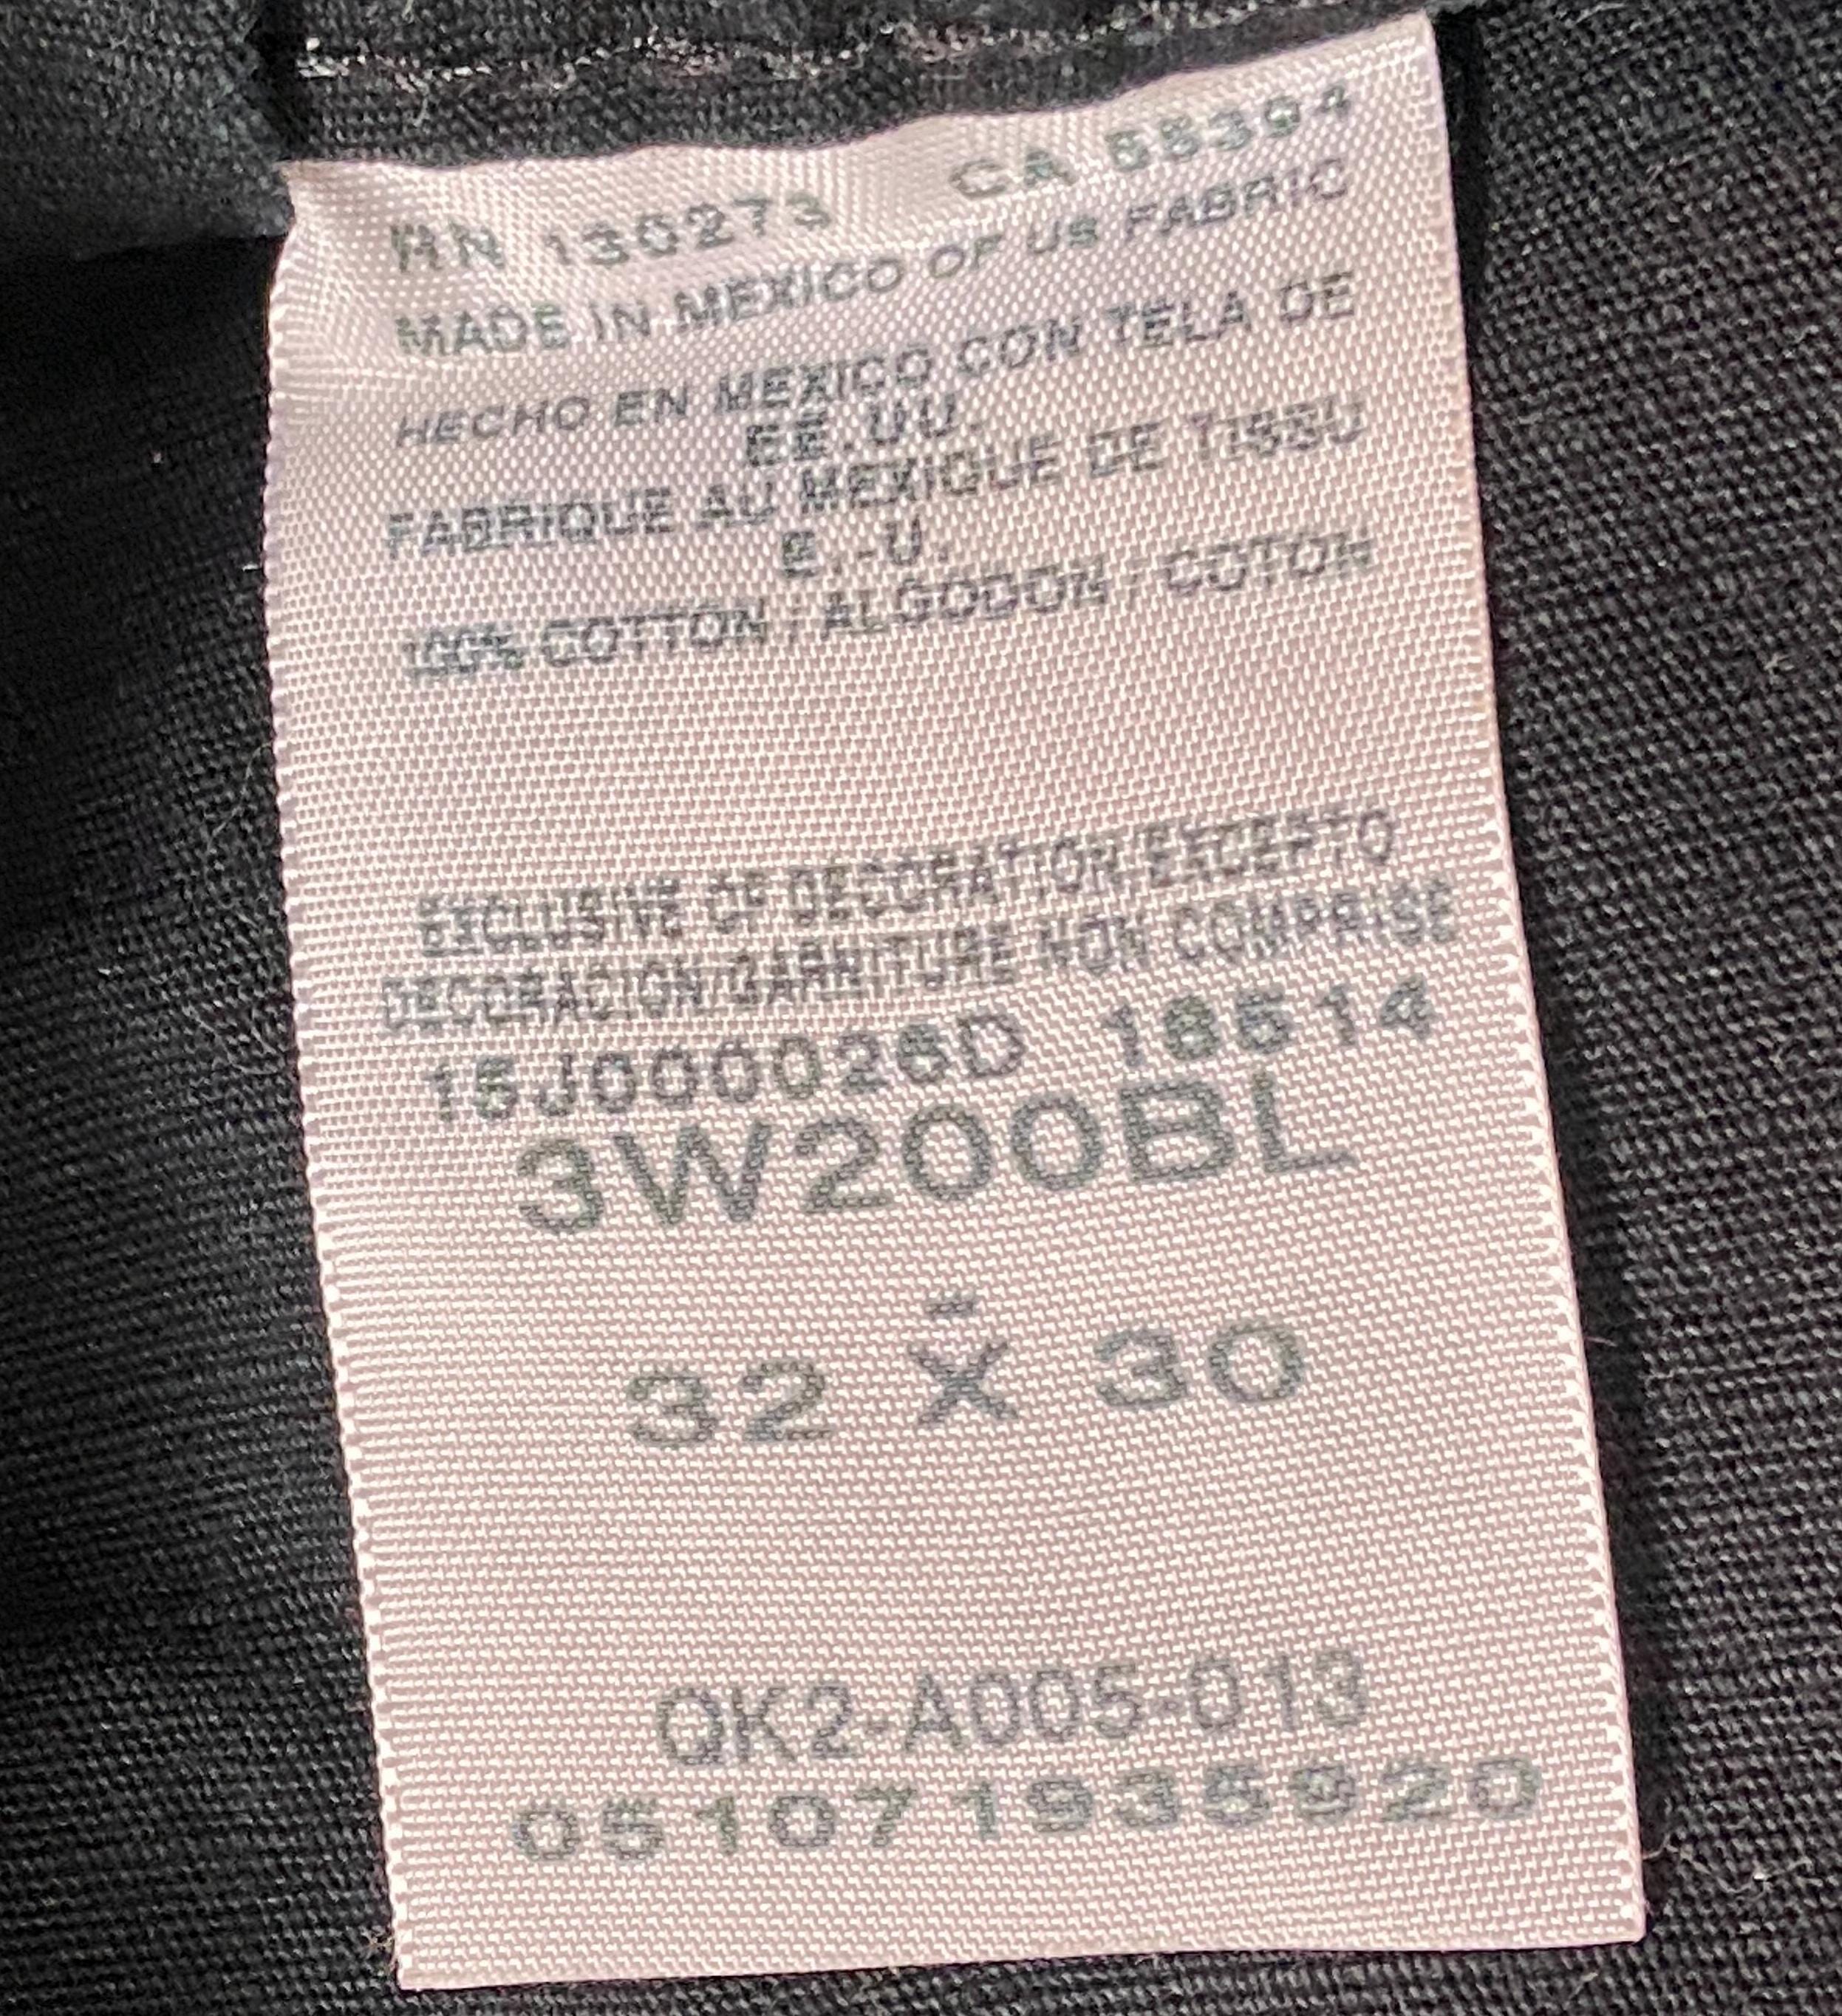 RN 130273 CA 55394
MADE IN MEXICO OF US FABRIC
HECHO EN MEXICO CON TELA DE
EE.UU.
FABRIQUE AU MEXIQUE DE TISSU
E.-U.
100% COTTON / ALGODON / COTON
EXCLUSIVE OF DECORATION/EXCEPTO
DECORACION/GARNITURE NON COMPRISE
15J000026D 16514
3W200BL
-
32 X 30
QK2-A005-013
051071935920